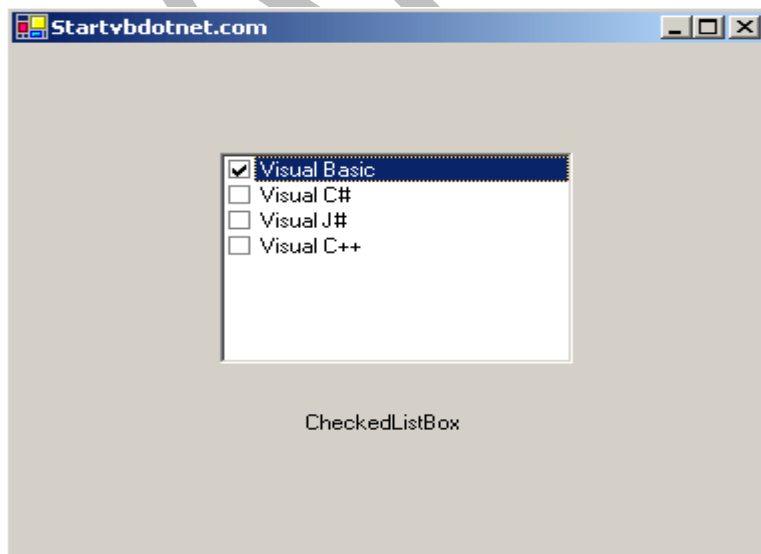 Startvbdotnet.com
Visual Basic
Visual C#
Visual J#
Visual C++
CheckedListBox